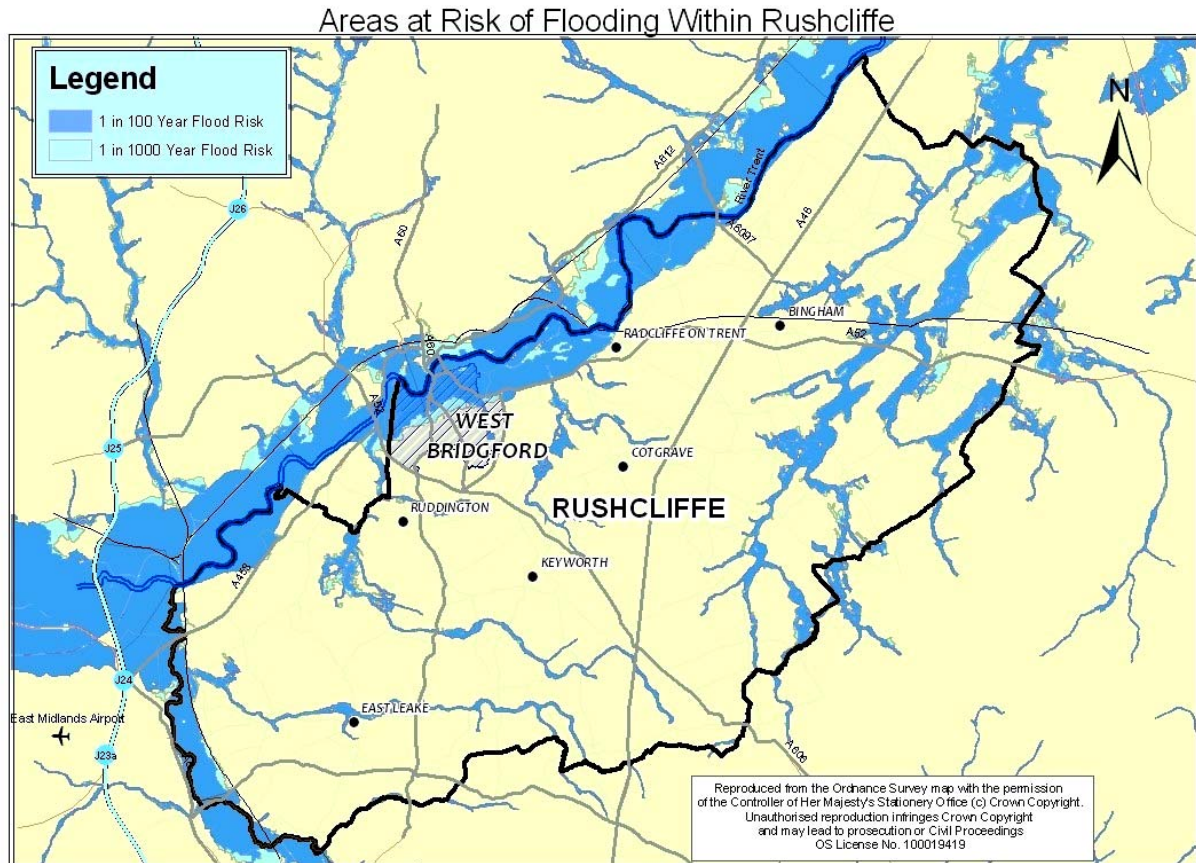 Areas at Risk of Flooding Within Rushcliffe
Legend
1 in 100 Year Flood Risk
1 in 1000 Year Flood Risk
N
J26
A60
A612
River Trent
A6097
A46
BINGHAM
A52
RADCLIFFE ON TRENT
A60
A52
J25
WEST
BRIDGFORD
COTGRAVE
RUSHCLIFFE
RUDDINGTON
KEYWORTH
A453
J24
East Midlands Airport
EAST LEAKE
J23a
A606
Reproduced from the Ordnance Survey map with the permission
of the Controller of Her Majesty's Stationery Office (c) Crown Copyright.
Unauthorised reproduction infringes Crown Copyright
and may lead to prosecution or Civil Proceedings
OS License No. 100019419